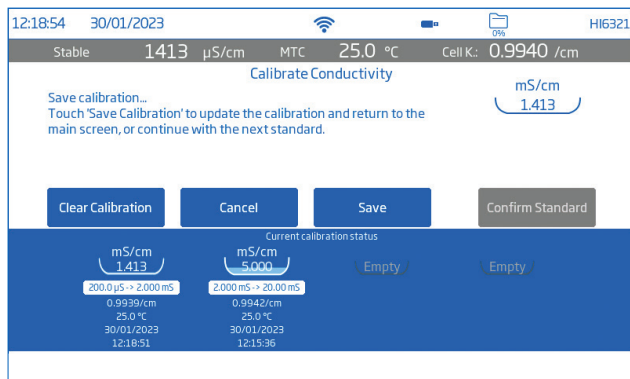 12:18:54 30/01/2023 0% HI6321
Stable 1413 µS/cm MTC 25.0 °C Cell K.: 0.9940 /cm
Calibrate Conductivity
Save calibration...
Touch 'Save Calibration' to update the calibration and return to the
main screen, or continue with the next standard.
mS/cm
1.413
Clear Calibration Cancel Save Confirm Standard
Current calibration status
mS/cm mS/cm
1.413 5.000 Empty Empty
200.0 µS -> 2.000 mS 2.000 mS -> 20.00 mS
0.9939/cm 0.9942/cm
25.0 °C 25.0 °C
30/01/2023 30/01/2023
12:18:51 12:15:36